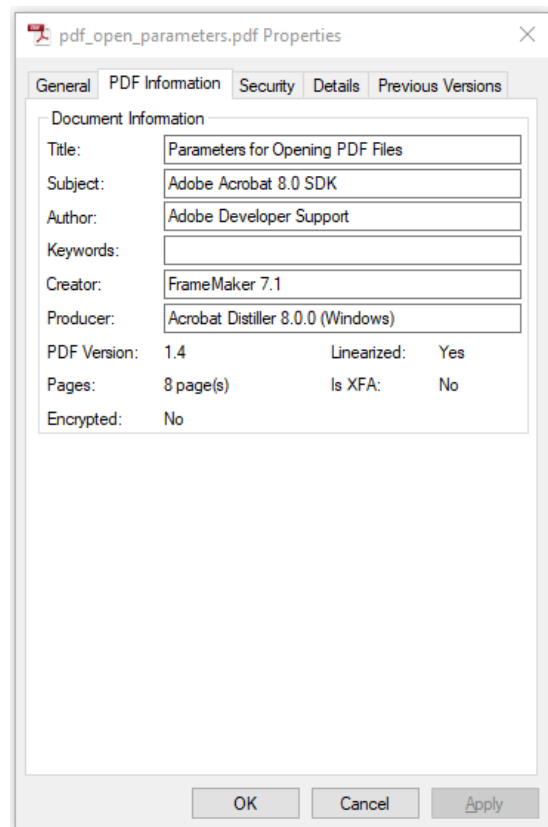 pdf_open_parameters.pdf Properties
General PDF Information Security Details Previous Versions
Document Information
Title: Parameters for Opening PDF Files
Subject: Adobe Acrobat 8.0 SDK
Author: Adobe Developer Support
Keywords:
Creator: FrameMaker 7.1
Producer: Acrobat Distiller 8.0.0 (Windows)
PDF Version: 1.4 Linearized: Yes
Pages: 8 page(s) Is XFA: No
Encrypted: No
OK Cancel Apply